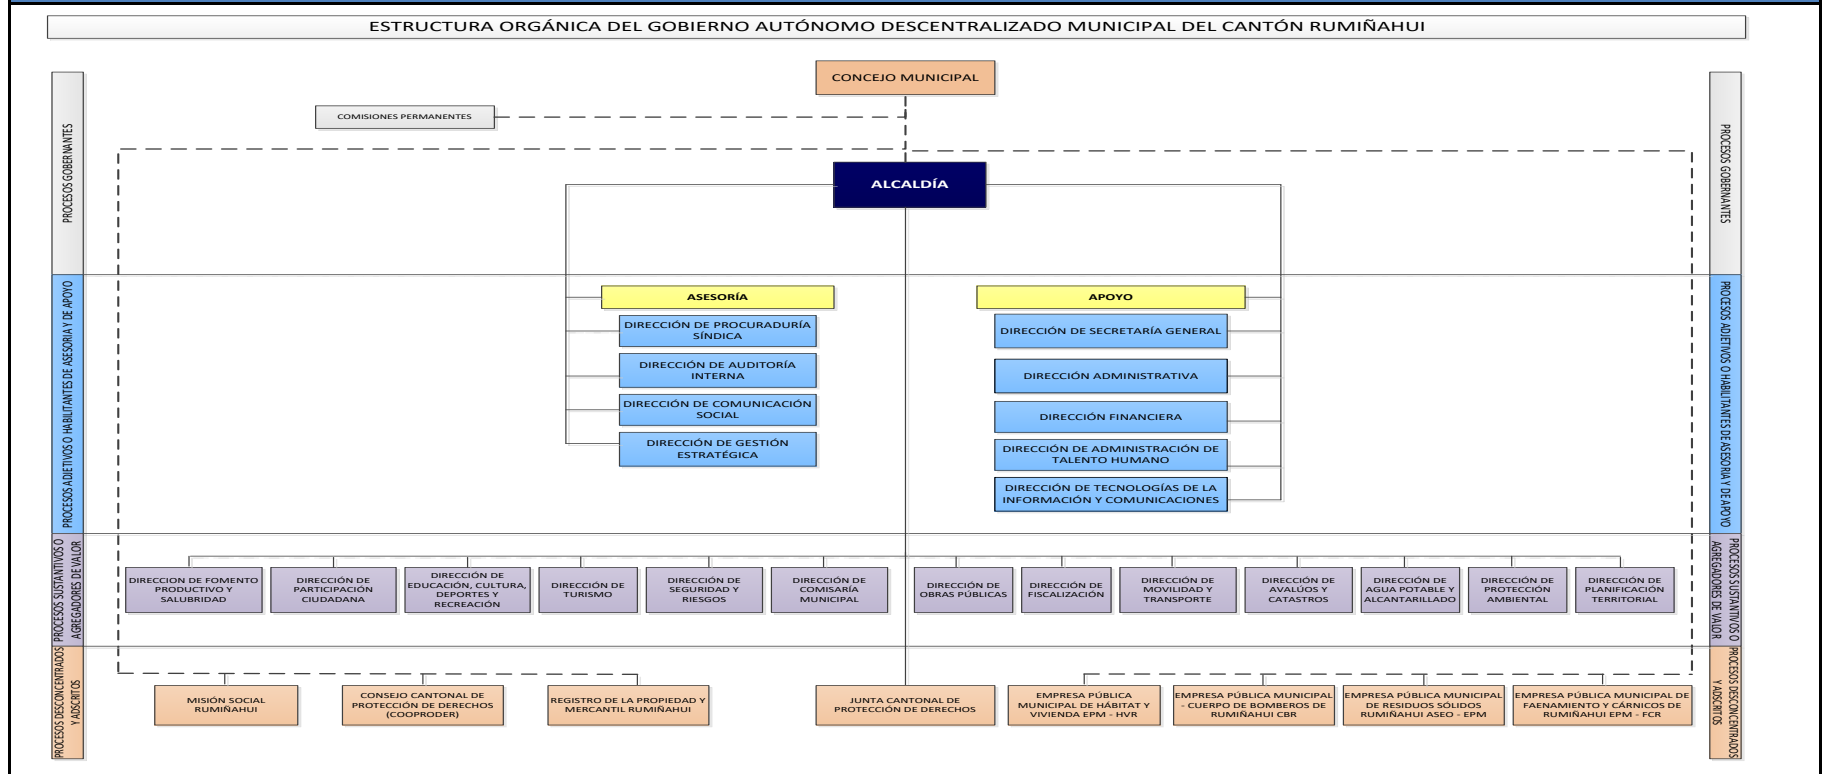 ESTRUCTURA ORGÁNICA DEL GOBIERNO AUTÓNOMO DESCENTRALIZADO MUNICIPAL DEL CANTÓN RUMIÑAHUI
CONCEJO MUNICIPAL
COMISIONES PERMANENTES
ALCALDÍA
PROCESOS GOBERNANTES
PROCESOS GOBERNANTES
PROCESOS ADJETIVOS O HABILITANTES DE ASESORIA Y DE APOYO
PROCESOS ADJETIVOS O HABILITANTES DE ASESORIA Y DE APOYO
ASESORÍA
DIRECCIÓN DE PROCURADURÍA
SÍNDICA
DIRECCIÓN DE AUDITORÍA
INTERNA
DIRECCIÓN DE COMUNICACIÓN
SOCIAL
DIRECCIÓN DE GESTIÓN
ESTRATÉGICA
APOYO
DIRECCIÓN DE SECRETARÍA GENERAL
DIRECCIÓN ADMINISTRATIVA
DIRECCIÓN FINANCIERA
DIRECCIÓN DE ADMINISTRACIÓN DE
TALENTO HUMANO
DIRECCIÓN DE TECNOLOGÍAS DE LA
INFORMACIÓN Y COMUNICACIONES
PROCESOS SUSTANTIVOS O
AGREGADORES DE VALOR
PROCESOS SUSTANTIVOS O
AGREGADORES DE VALOR
DIRECCION DE FOMENTO
PRODUCTIVO Y
SALUBRIDAD
DIRECCIÓN DE
PARTICIPACIÓN
CIUDADANA
DIRECCIÓN DE
EDUCACIÓN, CULTURA,
DEPORTES Y
RECREACIÓN
DIRECCIÓN DE
TURISMO
DIRECCIÓN DE
SEGURIDAD Y
RIESGOS
DIRECCIÓN DE
COMISARÍA
MUNICIPAL
DIRECCIÓN DE
OBRAS PÚBLICAS
DIRECCIÓN DE
FISCALIZACIÓN
DIRECCIÓN DE
MOVILIDAD Y
TRANSPORTE
DIRECCIÓN DE
AVALÚOS Y
CATASTROS
DIRECCIÓN DE
AGUA POTABLE Y
ALCANTARILLADO
DIRECCIÓN DE
PROTECCIÓN
AMBIENTAL
DIRECCIÓN DE
PLANIFICACIÓN
TERRITORIAL
PROCESOS DESCONCENTRADOS
Y ADSCRITOS
PROCESOS DESCONCENTRADOS
Y ADSCRITOS
MISIÓN SOCIAL
RUMIÑAHUI
CONSEJO CANTONAL DE
PROTECCIÓN DE DERECHOS
(COOPRODER)
REGISTRO DE LA PROPIEDAD Y
MERCANTIL RUMIÑAHUI
JUNTA CANTONAL DE
PROTECCIÓN DE DERECHOS
EMPRESA PÚBLICA
MUNICIPAL DE HÁBITAT Y
VIVIENDA EPM - HVR
EMPRESA PÚBLICA MUNICIPAL
- CUERPO DE BOMBEROS DE
RUMIÑAHUI CBR
EMPRESA PÚBLICA MUNICIPAL
DE RESIDUOS SÓLIDOS
RUMIÑAHUI ASEO - EPM
EMPRESA PÚBLICA MUNICIPAL DE
FAENAMIENTO Y CÁRNICOS DE
RUMIÑAHUI EPM - FCR